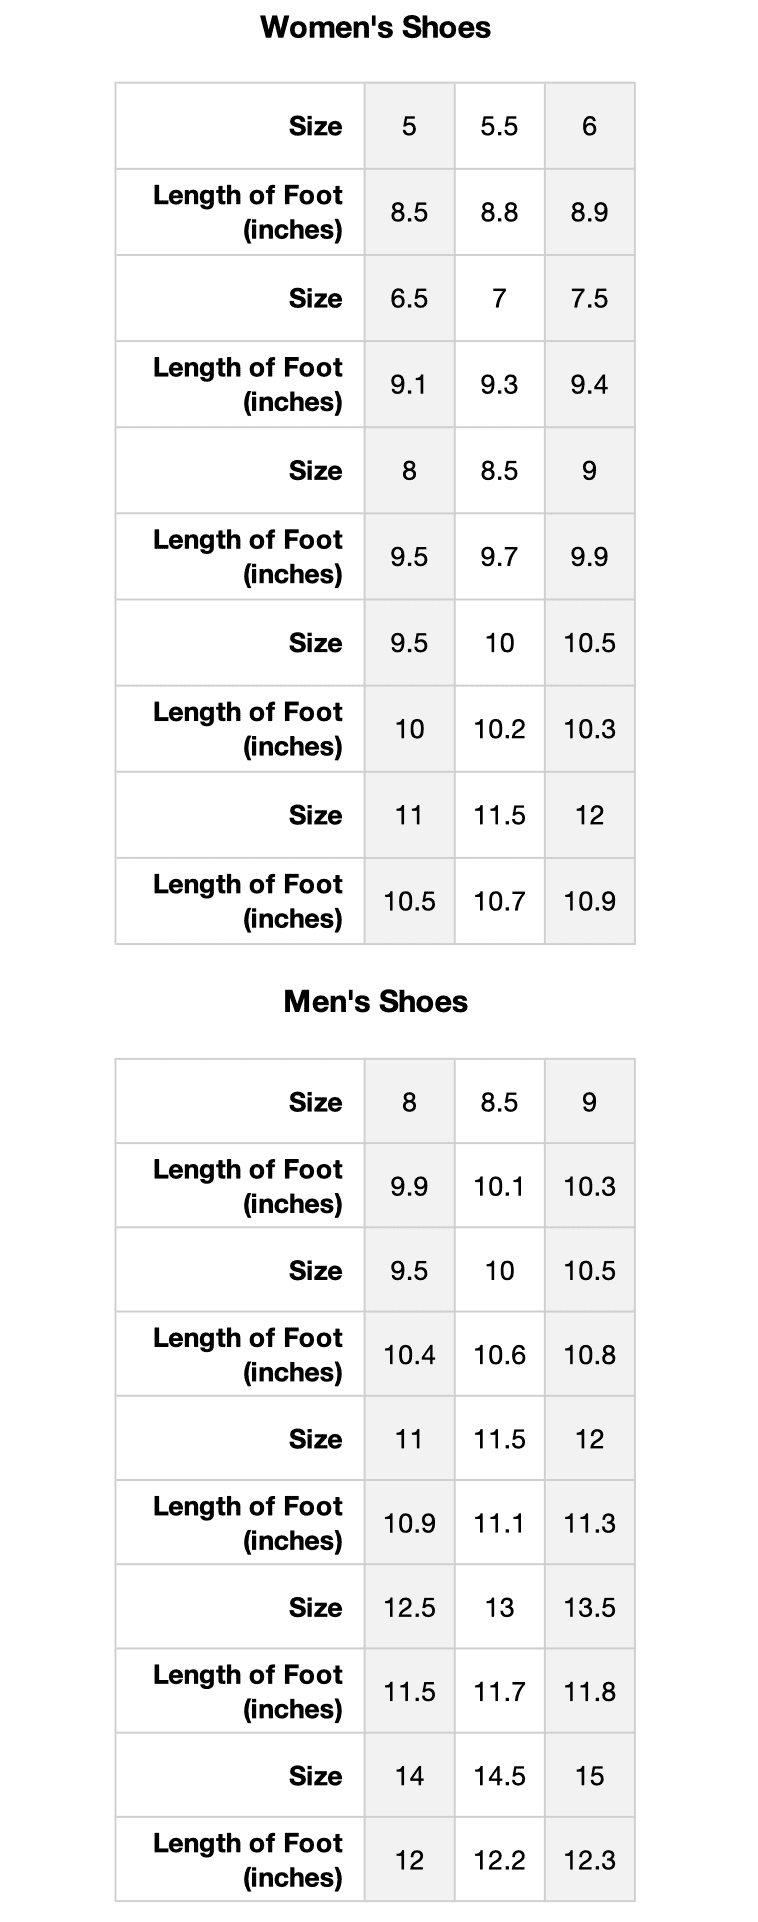 Women's Shoes
Size 5 5.5 6
Length of Foot
(inches) 8.5 8.8 8.9
Size 6.5 7 7.5
Length of Foot
(inches) 9.1 9.3 9.4
Size 8 8.5 9
Length of Foot
(inches) 9.5 9.7 9.9
Size 9.5 10 10.5
Length of Foot
(inches) 10 10.2 10.3
Size 11 11.5 12
Length of Foot
(inches) 10.5 10.7 10.9
Men's Shoes
Size 8 8.5 9
Length of Foot
(inches) 9.9 10.1 10.3
Size 9.5 10 10.5
Length of Foot
(inches) 10.4 10.6 10.8
Size 11 11.5 12
Length of Foot
(inches) 10.9 11.1 11.3
Size 12.5 13 13.5
Length of Foot
(inches) 11.5 11.7 11.8
Size 14 14.5 15
Length of Foot
(inches) 12 12.2 12.3